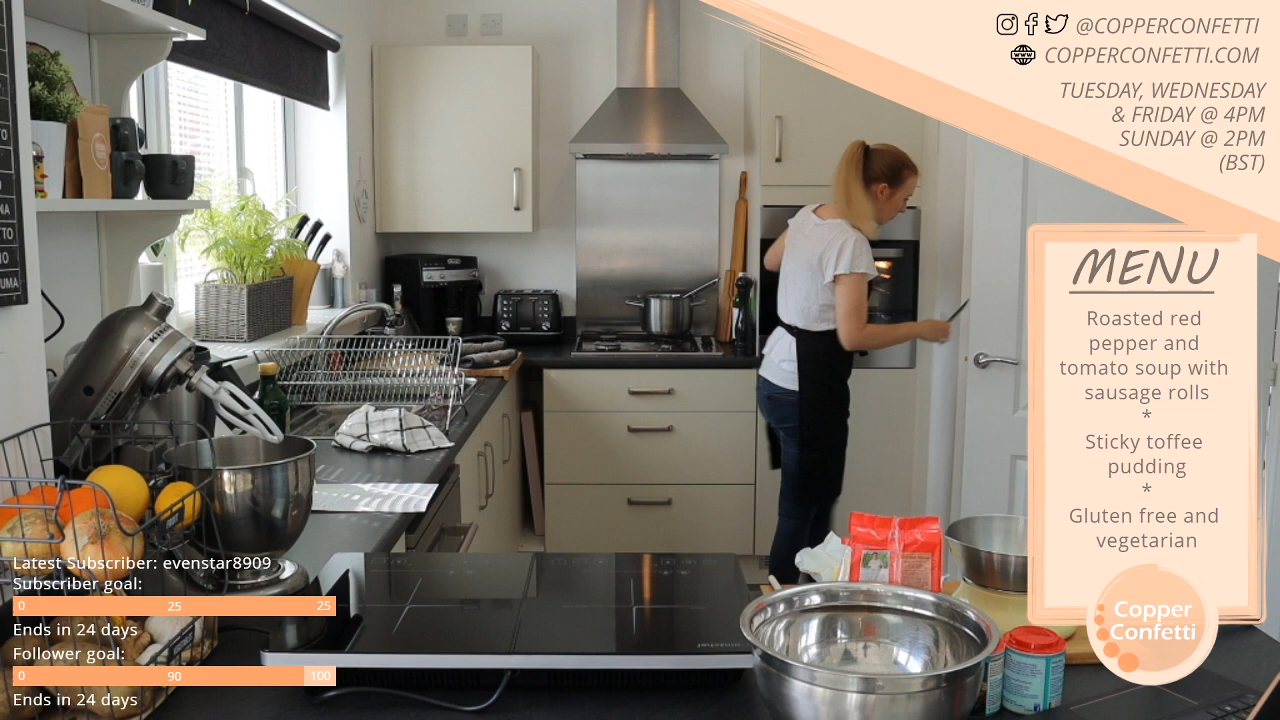 @COPPERCONFETTI
COPPERCONFETTI.COM
TUESDAY, WEDNESDAY
& FRIDAY @ 4PM
SUNDAY @ 2PM
(BST)
MENU
Roasted red
pepper and
tomato soup with
sausage rolls
*
Sticky toffee
pudding
*
Gluten free and
vegetarian
Copper
Confetti
Latest Subscriber: evenstar8909
Subscriber goal:
0 25 25
Ends in 24 days
Follower goal:
0 90 100
Ends in 24 days